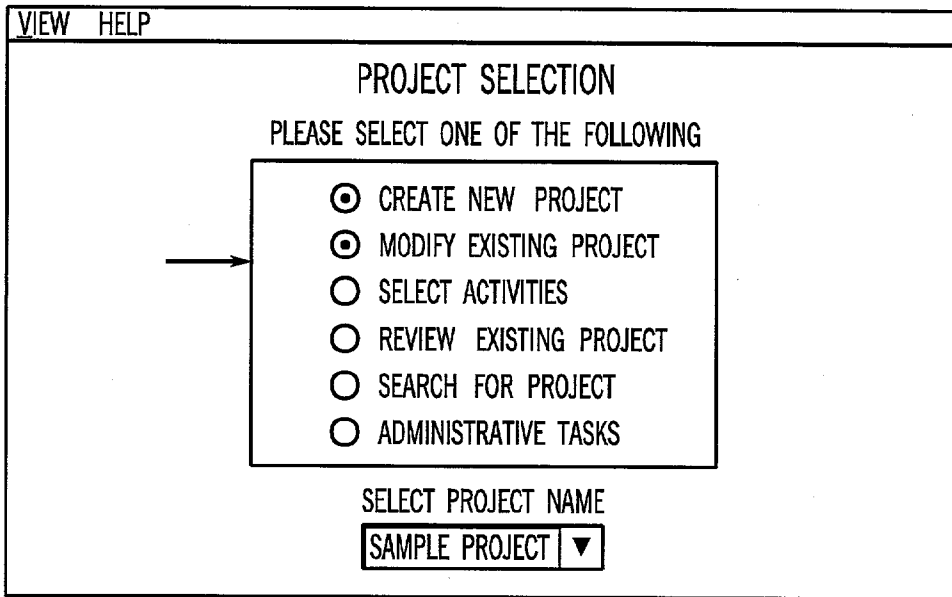 VIEW HELP
PROJECT SELECTION
PLEASE SELECT ONE OF THE FOLLOWING
CREATE NEW PROJECT
MODIFY EXISTING PROJECT
SELECT ACTIVITIES
REVIEW EXISTING PROJECT
SEARCH FOR PROJECT
ADMINISTRATIVE TASKS
SELECT PROJECT NAME
SAMPLE PROJECT